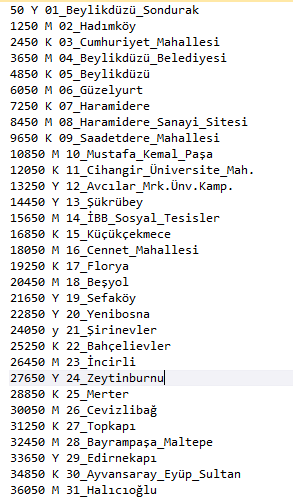 50 Y 01_Beylikdüzü_Sondurak
1250 M 02_Hadımköy
2450 K 03_Cumhuriyet_Mahallesi
3650 M 04_Beylikdüzü_Belediyesi
4850 K 05_Beylikdüzü
6050 M 06_Güzelyurt
7250 K 07_Haramidere
8450 M 08_Haramidere_Sanayi_Sitesi
9650 K 09_Saadetdere_Mahallesi
10850 M 10_Mustafa_Kemal_Paşa
12050 K 11_Cihangir_Üniversite_Mah.
13250 Y 12_Avcılar_Mrk.Ünv.Kamp.
14450 Y 13_Şükrübey
15650 M 14_İBB_Sosyal_Tesisler
16850 K 15_Küçükçekmece
18050 M 16_Cennet_Mahallesi
19250 K 17_Florya
20450 M 18_Beşyol
21650 Y 19_Sefaköy
22850 Y 20_Yenibosna
24050 y 21_Şirinevler
25250 K 22_Bahçelievler
26450 M 23_İncirli
27650 Y 24_Zeytinburnu
28850 K 25_Merter
30050 M 26_Cevizlibağ
31250 K 27_Topkapı
32450 M 28_Bayrampaşa_Maltepe
33650 Y 29_Edirnekapı
34850 K 30_Ayvansaray_Eyüp_Sultan
36050 M 31_Halıcıoğlu